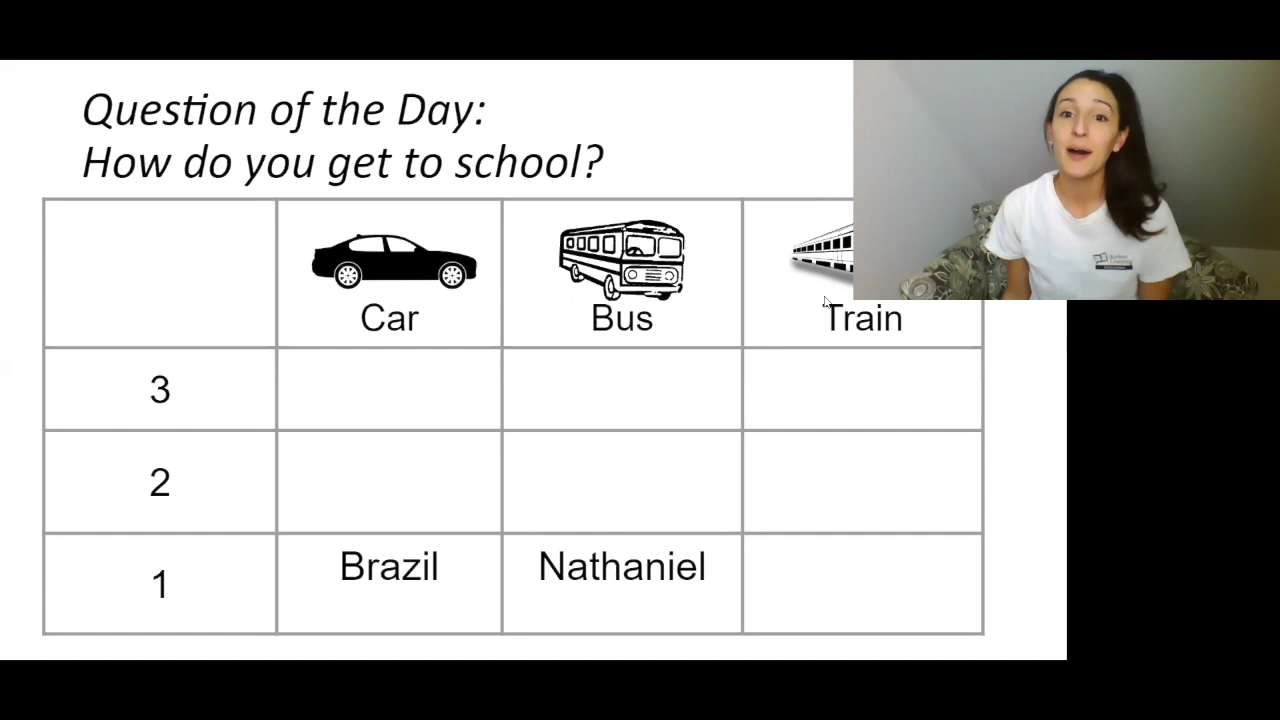 Question of the Day:
How do you get to school?
Car
Bus
Train
3
2
1
Brazil
Nathaniel